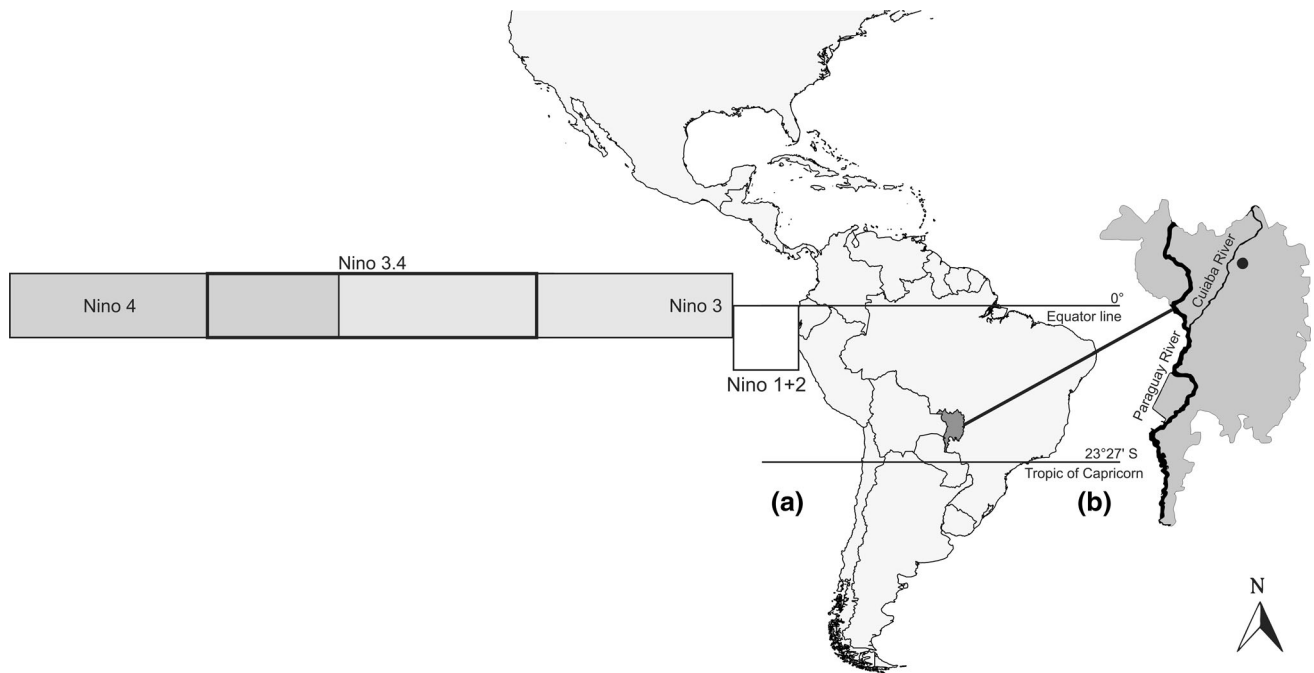 Nino 3.4
Nino 4
Nino 3
Nino 1+2
0°
Equator line
23°27' S
Tropic of Capricorn
(a)
(b)
Cuiaba River
Paraguay River
N